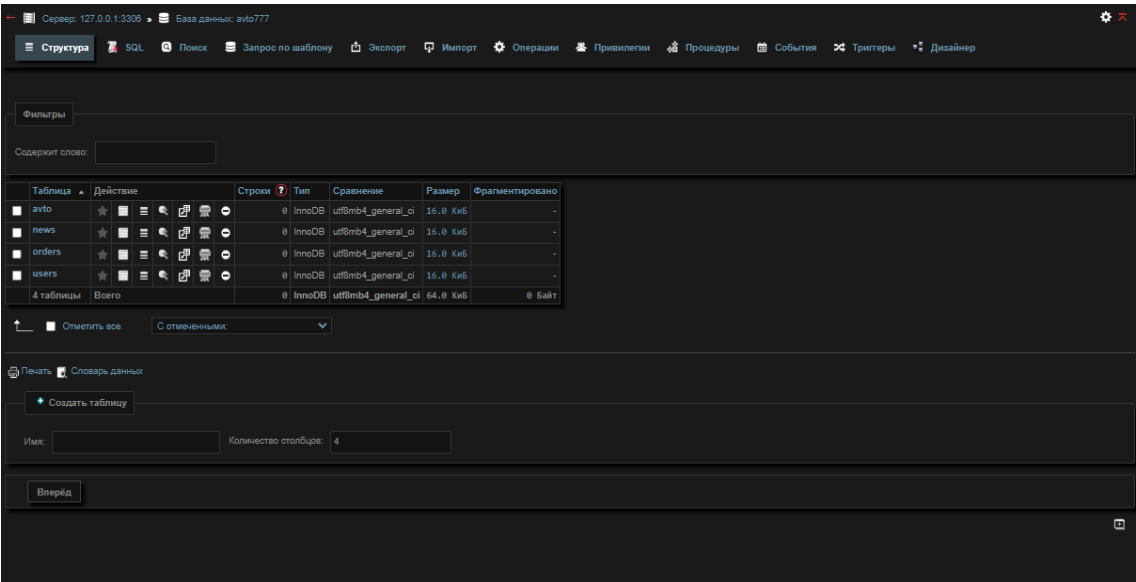 Сервер: 127.0.0.1:3306 » База данных: avto777
Структура SQL Поиск Запрос по шаблону Экспорт Импорт Операции Привилегии Процедуры События Триггеры Дизайнер
Фильтры
Содержит слово:
Таблица Действие Строки ? Тип Сравнение Размер Фрагментировано
avto 0 InnoDB utf8mb4_general_ci 16.0 КиБ -
news 0 InnoDB utf8mb4_general_ci 16.0 КиБ -
orders 0 InnoDB utf8mb4_general_ci 16.0 КиБ -
users 0 InnoDB utf8mb4_general_ci 16.0 КиБ -
4 таблицы Всего 0 InnoDB utf8mb4_general_ci 64.0 КиБ 0 Байт
Отметить все С отмеченными:
Печать Словарь данных
Создать таблицу
Имя: Количество столбцов: 4
Вперёд